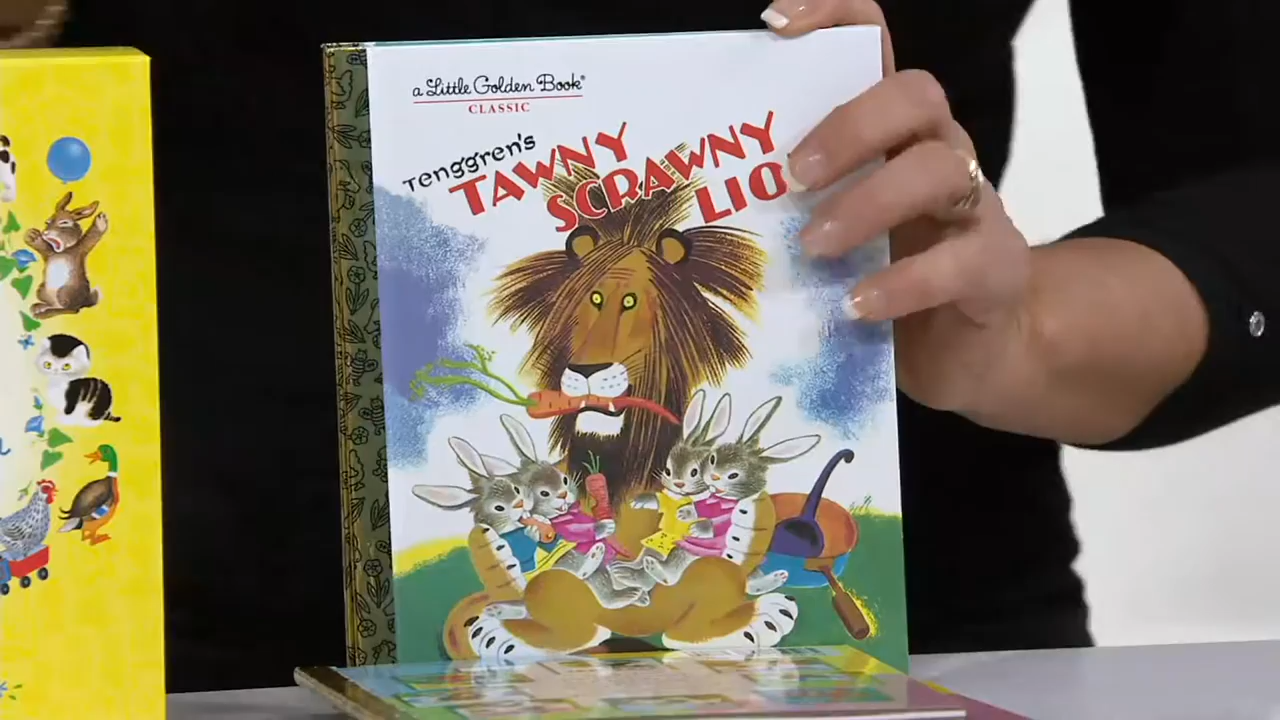 a Little Golden Book®
CLASSIC
Tenggren's
TAWNY
SCRAWNY
LIO